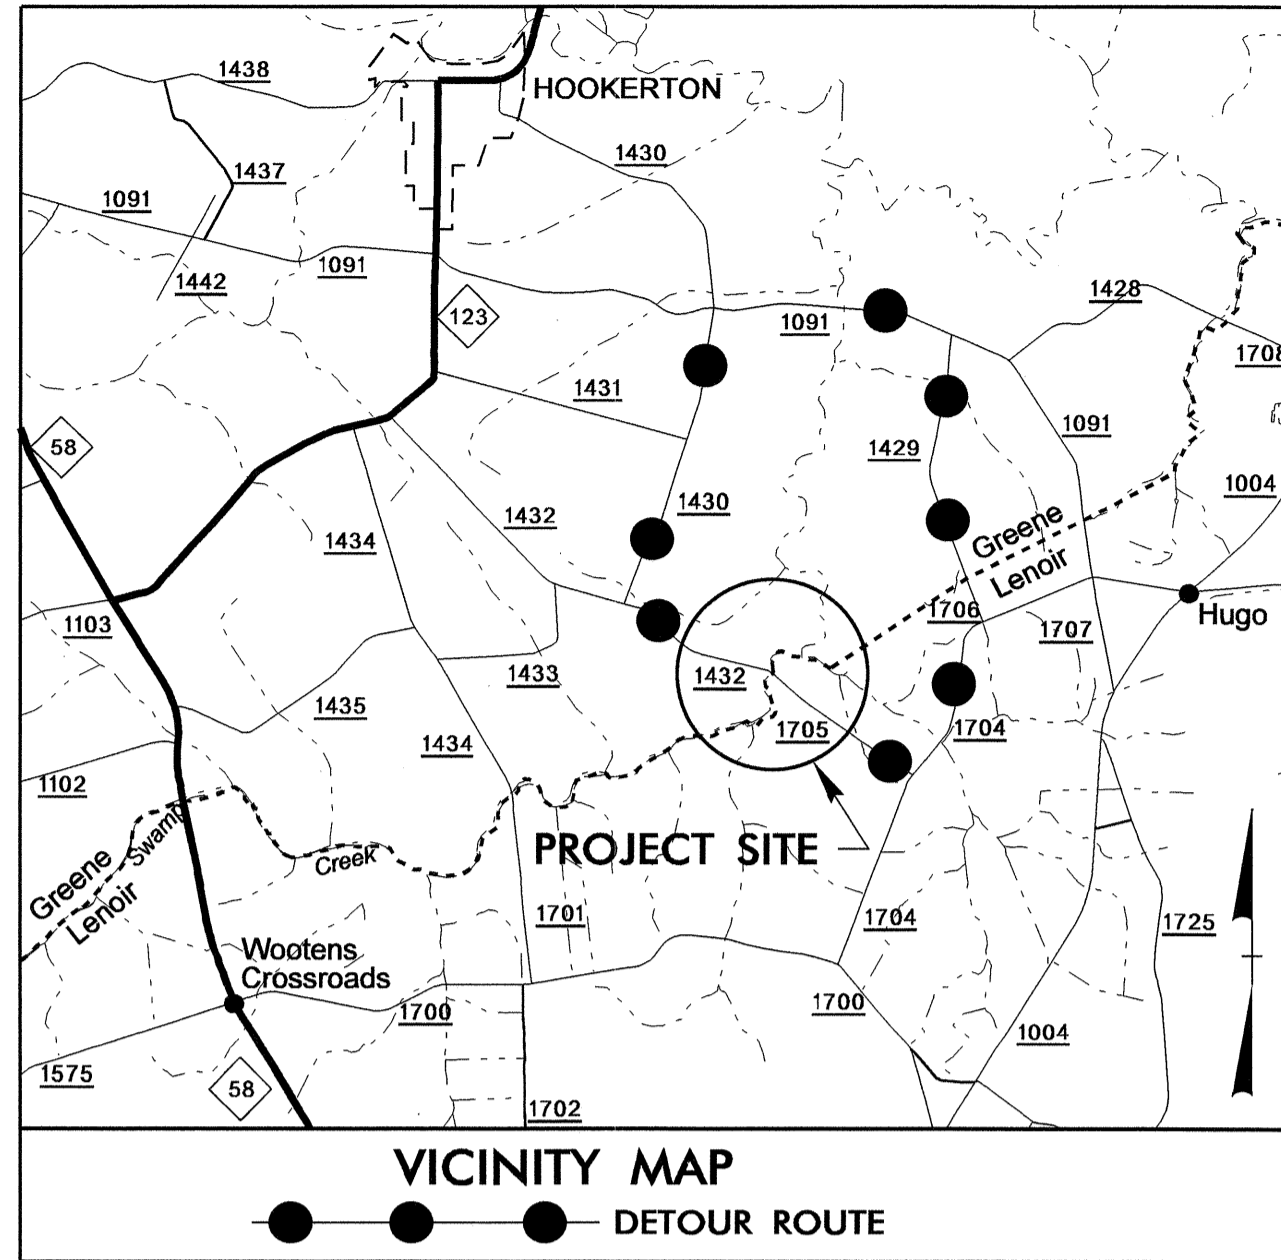 1438
HOOKERTON
1430
1437
1091
1091
1442
1428
123
1091
1708
1431
1091
58
1429
1004
1430
1432
1434
Greene
Lenoir
1706
Hugo
1103
1707
1433
1432
1435
1705
1704
1434
1102
Swamp
Creek
PROJECT SITE
Greene
Lenoir
1701
1704
1725
Wootens
Crossroads
1700
1700
1004
1575
58
1702
VICINITY MAP
DETOUR ROUTE